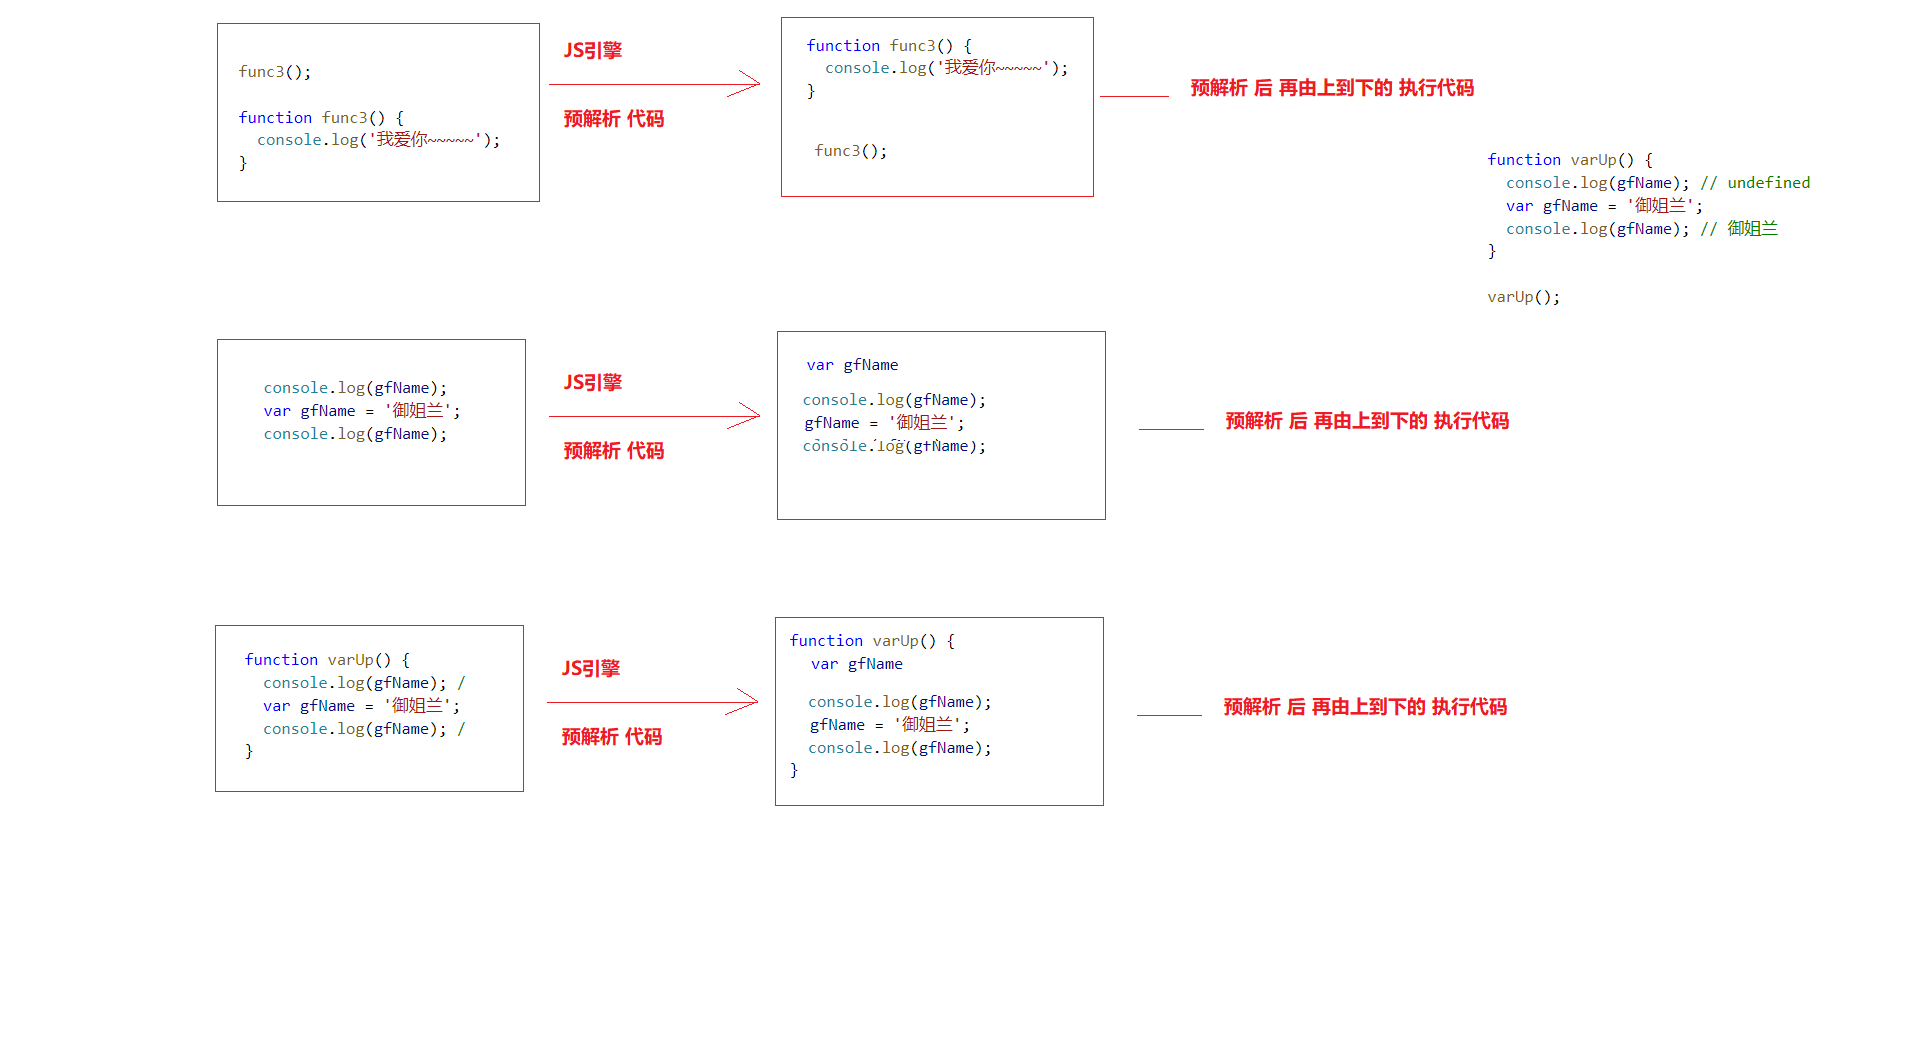 func3();
function func3() {
console.log('我爱你~~~~~');
}
JS引擎
预解析 代码
function func3() {
console.log('我爱你~~~~~');
}
func3();
预解析 后 再由上到下的 执行代码
function varUp() {
console.log(gfName); // undefined
var gfName = '御姐兰';
console.log(gfName); // 御姐兰
}
varUp();
console.log(gfName);
var gfName = '御姐兰';
console.log(gfName);
JS引擎
预解析 代码
var gfName
console.log(gfName);
gfName = '御姐兰';
console.log(gfName);
预解析 后 再由上到下的 执行代码
function varUp() {
console.log(gfName); /
var gfName = '御姐兰';
console.log(gfName); /
}
JS引擎
预解析 代码
function varUp() {
var gfName
console.log(gfName);
gfName = '御姐兰';
console.log(gfName);
}
预解析 后 再由上到下的 执行代码